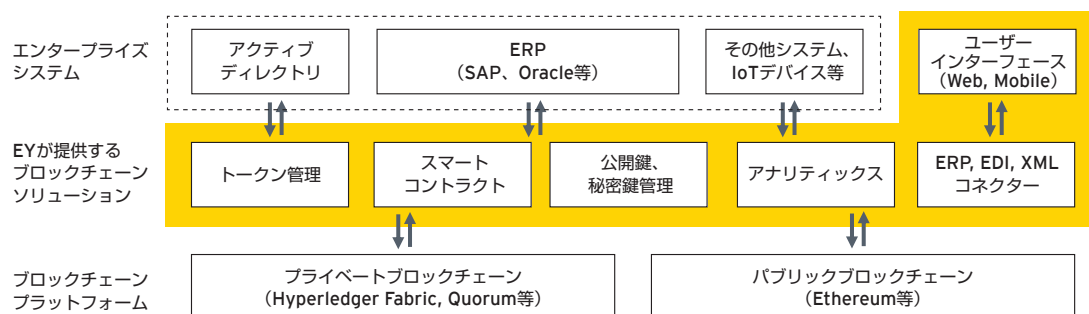 エンタープライズ
システム
アクティブ
ディレクトリ
ERP
（SAP、Oracle等）
その他システム、
IoTデバイス等
ユーザー
インターフェース
（Web, Mobile）
EYが提供する
ブロックチェーン
ソリューション
トークン管理
スマート
コントラクト
公開鍵、
秘密鍵管理
アナリティックス
ERP, EDI, XML
コネクター
ブロックチェーン
プラットフォーム
プライベートブロックチェーン
（Hyperledger Fabric, Quorum等）
パブリックブロックチェーン
（Ethereum等）